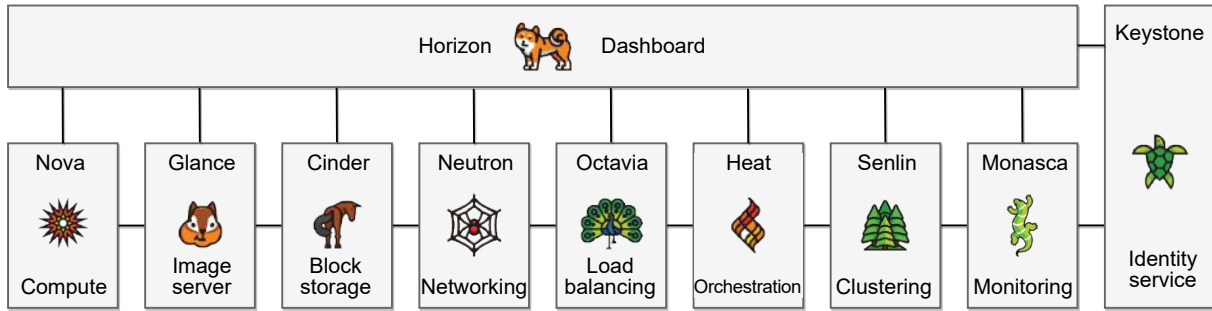 Horizon Dashboard
Keystone
Identity
service
Nova
Compute
Glance
Image
server
Cinder
Block
storage
Neutron
Networking
Octavia
Load
balancing
Heat
Orchestration
Senlin
Clustering
Monasca
Monitoring